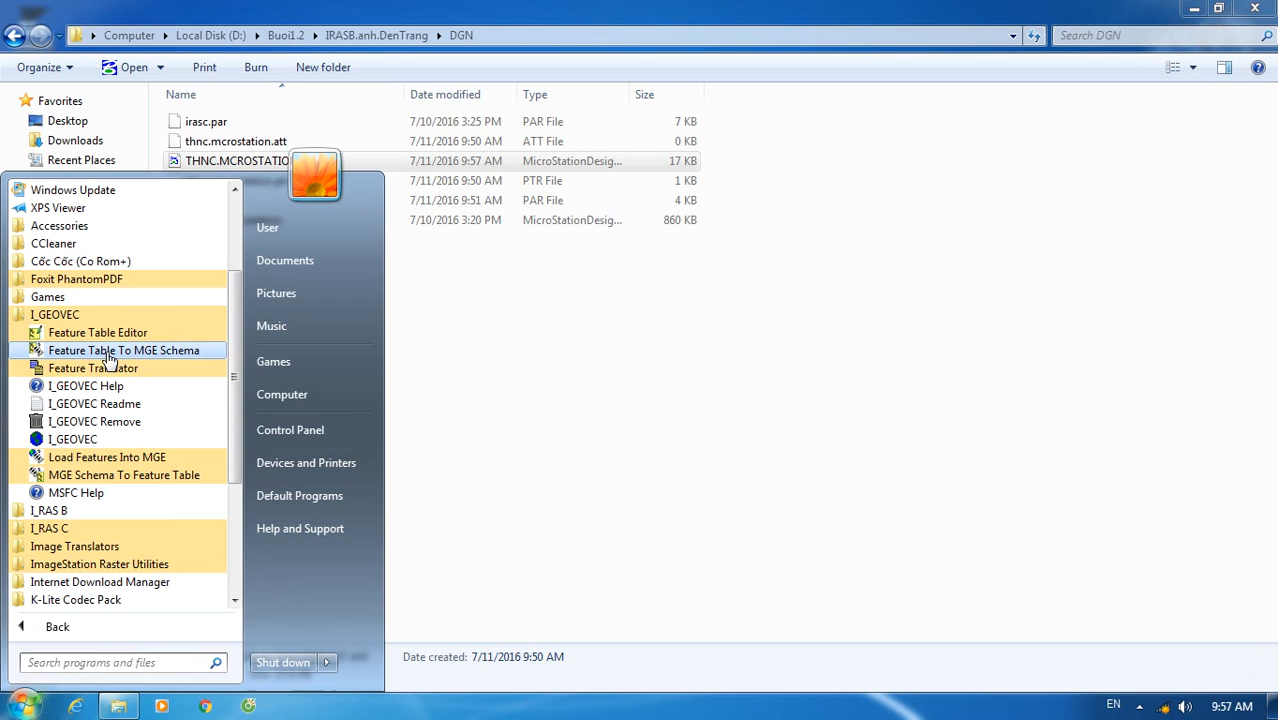 Computer ▸ Local Disk (D:) ▸ Buoi1.2 ▸ IRASB.anh.DenTrang ▸ DGN
Search DGN
Organize Open Print Burn New folder
Favorites
Desktop
Downloads
Recent Places
Name Date modified Type Size
irasc.par 7/10/2016 3:25 PM PAR File 7 KB
thnc.mcrostation.att 7/11/2016 9:50 AM ATT File 0 KB
THNC.MCROSTATIO 7/11/2016 9:57 AM MicroStationDesig... 17 KB
7/11/2016 9:50 AM PTR File 1 KB
7/11/2016 9:51 AM PAR File 4 KB
7/10/2016 3:20 PM MicroStationDesig... 860 KB
Windows Update
XPS Viewer
Accessories
CCleaner
Cốc Cốc (Co Rom+)
Foxit PhantomPDF
Games
I_GEOVEC
Feature Table Editor
Feature Table To MGE Schema
Feature Translator
I_GEOVEC Help
I_GEOVEC Readme
I_GEOVEC Remove
I_GEOVEC
Load Features Into MGE
MGE Schema To Feature Table
MSFC Help
I_RAS B
I_RAS C
Image Translators
ImageStation Raster Utilities
Internet Download Manager
K-Lite Codec Pack
Back
Search programs and files
User
Documents
Pictures
Music
Games
Computer
Control Panel
Devices and Printers
Default Programs
Help and Support
Shut down
Date created: 7/11/2016 9:50 AM
EN 9:57 AM